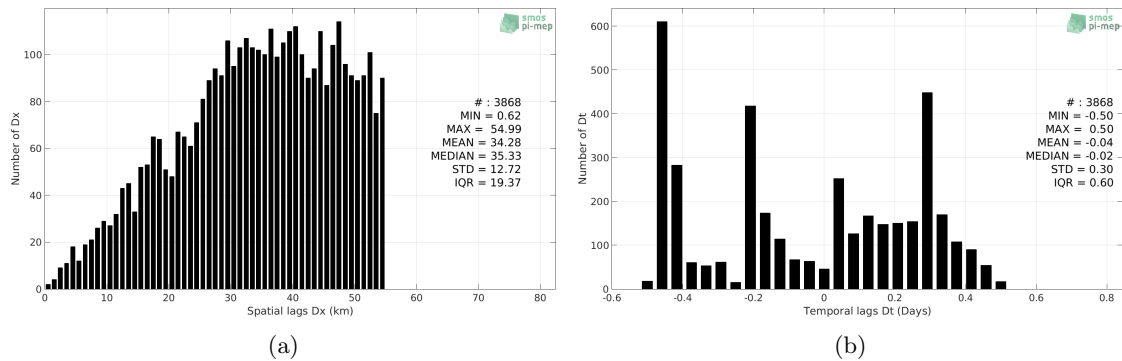 smos
pi-mep
Number of Dx
100
80
60
40
20
0
# : 3868
MIN = 0.62
MAX = 54.99
MEAN = 34.28
MEDIAN = 35.33
STD = 12.72
IQR = 19.37
0 10 20 30 40 50 60 70 80
Spatial lags Dx (km)
(a)
smos
pi-mep
Number of Dt
600
500
400
300
200
100
0
# : 3868
MIN = -0.50
MAX = 0.50
MEAN = -0.04
MEDIAN = -0.02
STD = 0.30
IQR = 0.60
-0.6 -0.4 -0.2 0 0.2 0.4 0.6 0.8
Temporal lags Dt (Days)
(b)